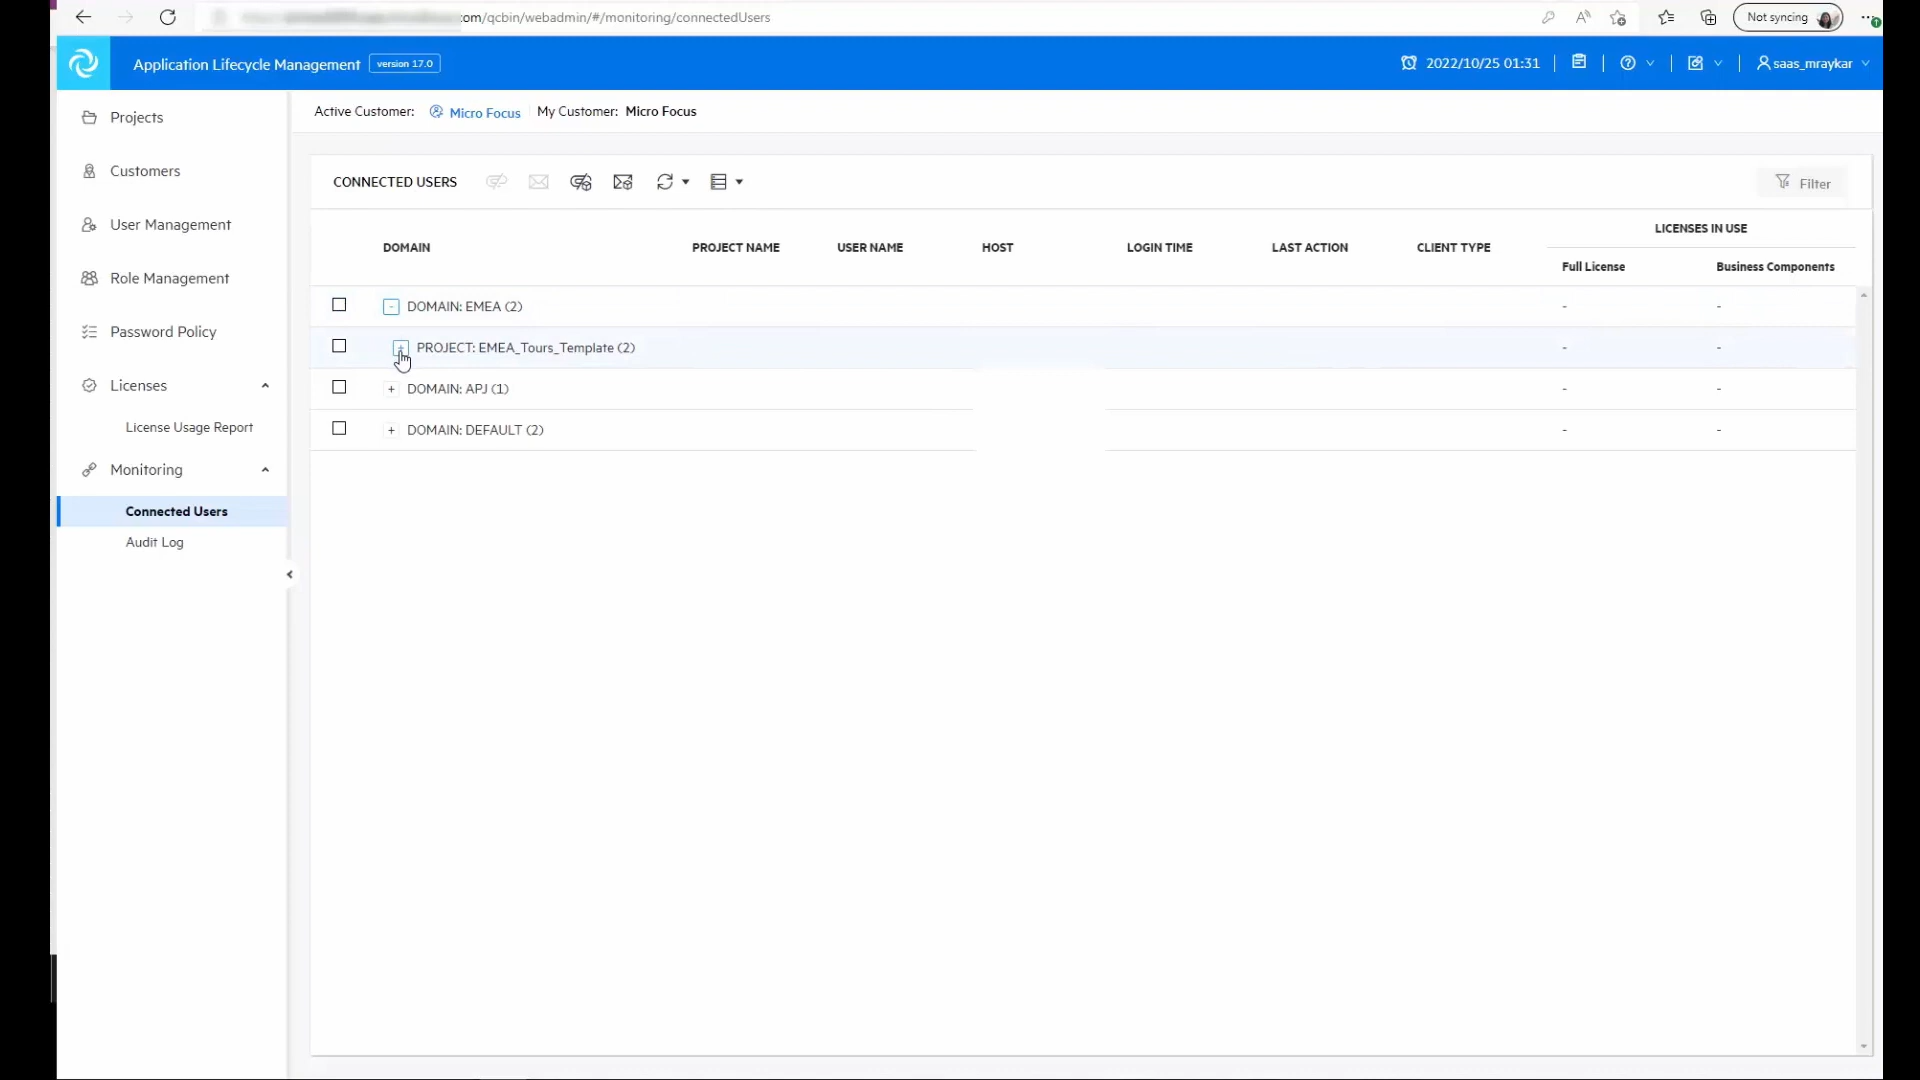 com/qcbin/webadmin/#/monitoring/connectedUsers
Not syncing
Application Lifecycle Management version 17.0
2022/10/25 01:31
saas_mraykar
Projects
Customers
User Management
Role Management
Password Policy
Licenses
License Usage Report
Monitoring
Connected Users
Audit Log
Active Customer: Micro Focus My Customer: Micro Focus
CONNECTED USERS
Filter
DOMAIN PROJECT NAME USER NAME HOST LOGIN TIME LAST ACTION CLIENT TYPE LICENSES IN USE
Full License Business Components
- DOMAIN: EMEA (2) - -
+ PROJECT: EMEA_Tours_Template (2) - -
+ DOMAIN: APJ (1) - -
+ DOMAIN: DEFAULT (2) - -